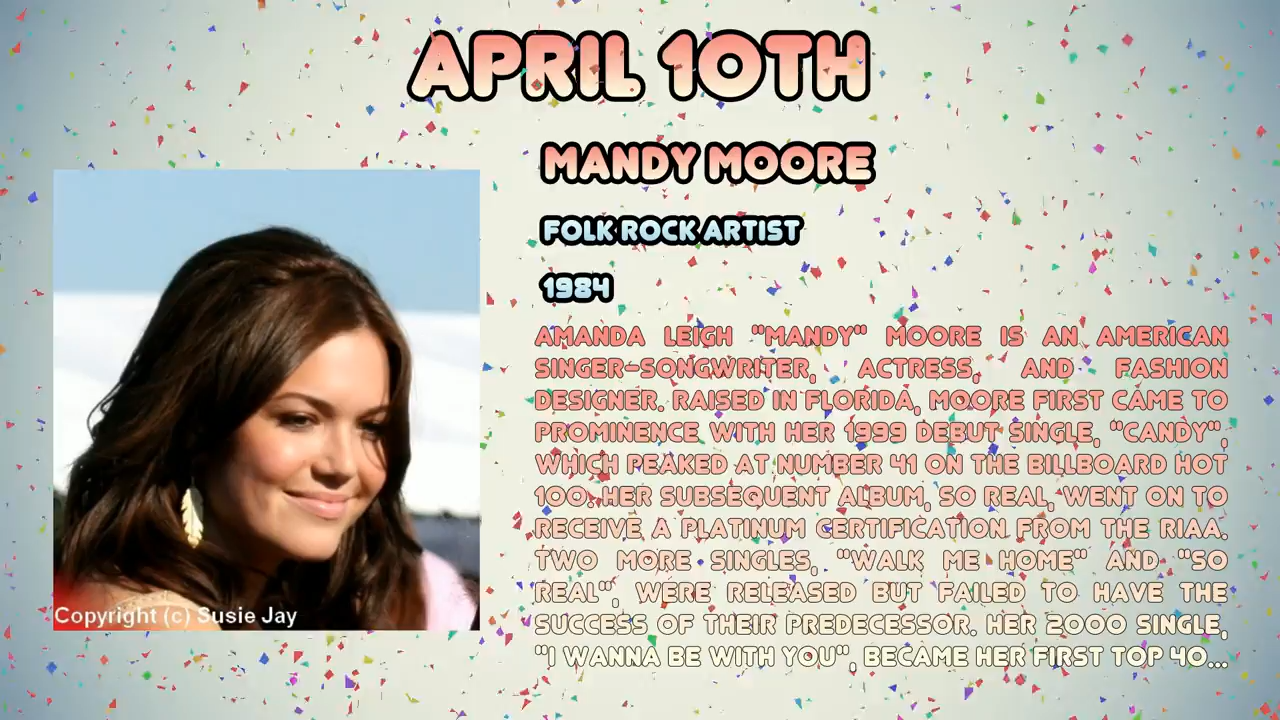 APRIL 10TH
MANDY MOORE
FOLK ROCK ARTIST
1984
AMANDA LEIGH "MANDY" MOORE IS AN AMERICAN
SINGER-SONGWRITER, ACTRESS, AND FASHION
DESIGNER. RAISED IN FLORIDA, MOORE FIRST CAME TO
PROMINENCE WITH HER 1999 DEBUT SINGLE, "CANDY",
WHICH PEAKED AT NUMBER 41 ON THE BILLBOARD HOT
100. HER SUBSEQUENT ALBUM, SO REAL, WENT ON TO
RECEIVE A PLATINUM CERTIFICATION FROM THE RIAA.
TWO MORE SINGLES, "WALK ME HOME" AND "SO
REAL", WERE RELEASED BUT FAILED TO HAVE THE
SUCCESS OF THEIR PREDECESSOR. HER 2000 SINGLE,
"I WANNA BE WITH YOU", BECAME HER FIRST TOP 40...
Copyright (c) Susie Jay